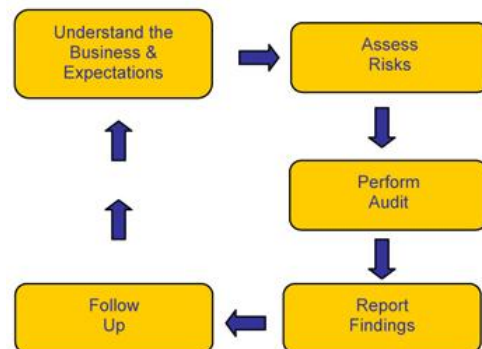 Understand the
Business &
Expectations
Assess
Risks
Perform
Audit
Report
Findings
Follow
Up